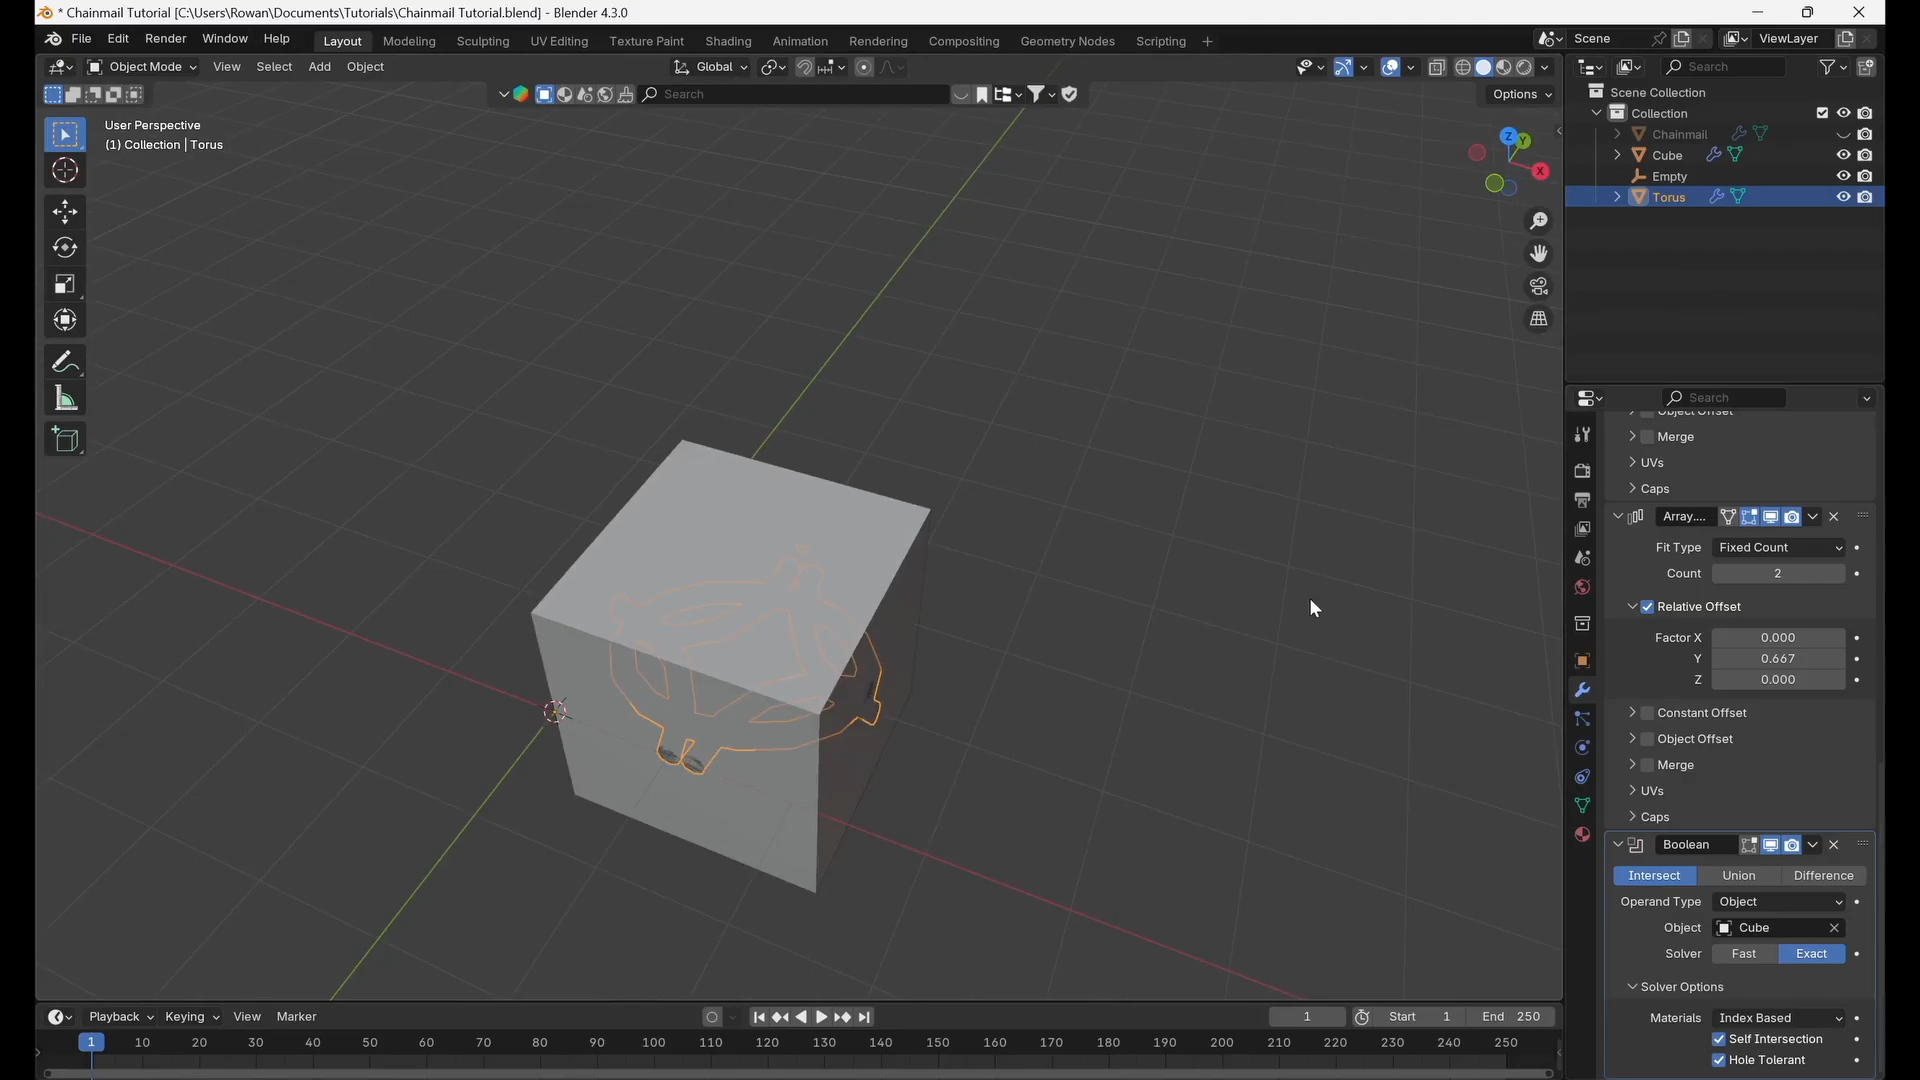 * Chainmail Tutorial [C:\Users\Rowan\Documents\Tutorials\Chainmail Tutorial.blend] - Blender 4.3.0
File Edit Render Window Help
Layout Modeling Sculpting UV Editing Texture Paint Shading Animation Rendering Compositing Geometry Nodes Scripting +
Scene ViewLayer
Object Mode View Select Add Object
Global
Search
Search
Options
User Perspective
(1) Collection | Torus
Z Y X
Scene Collection
Collection
Chainmail
Cube
Empty
Torus
Search
Object Offset
Merge
UVs
Caps
Array....
Fit Type Fixed Count
Count 2
Relative Offset
Factor X 0.000
Y 0.667
Z 0.000
Constant Offset
Object Offset
Merge
UVs
Caps
Boolean
Intersect Union Difference
Operand Type Object
Object Cube
Solver Fast Exact
Solver Options
Materials Index Based
Self Intersection
Hole Tolerant
Playback Keying View Marker
1 Start 1 End 250
1 10 20 30 40 50 60 70 80 90 100 110 120 130 140 150 160 170 180 190 200 210 220 230 240 250